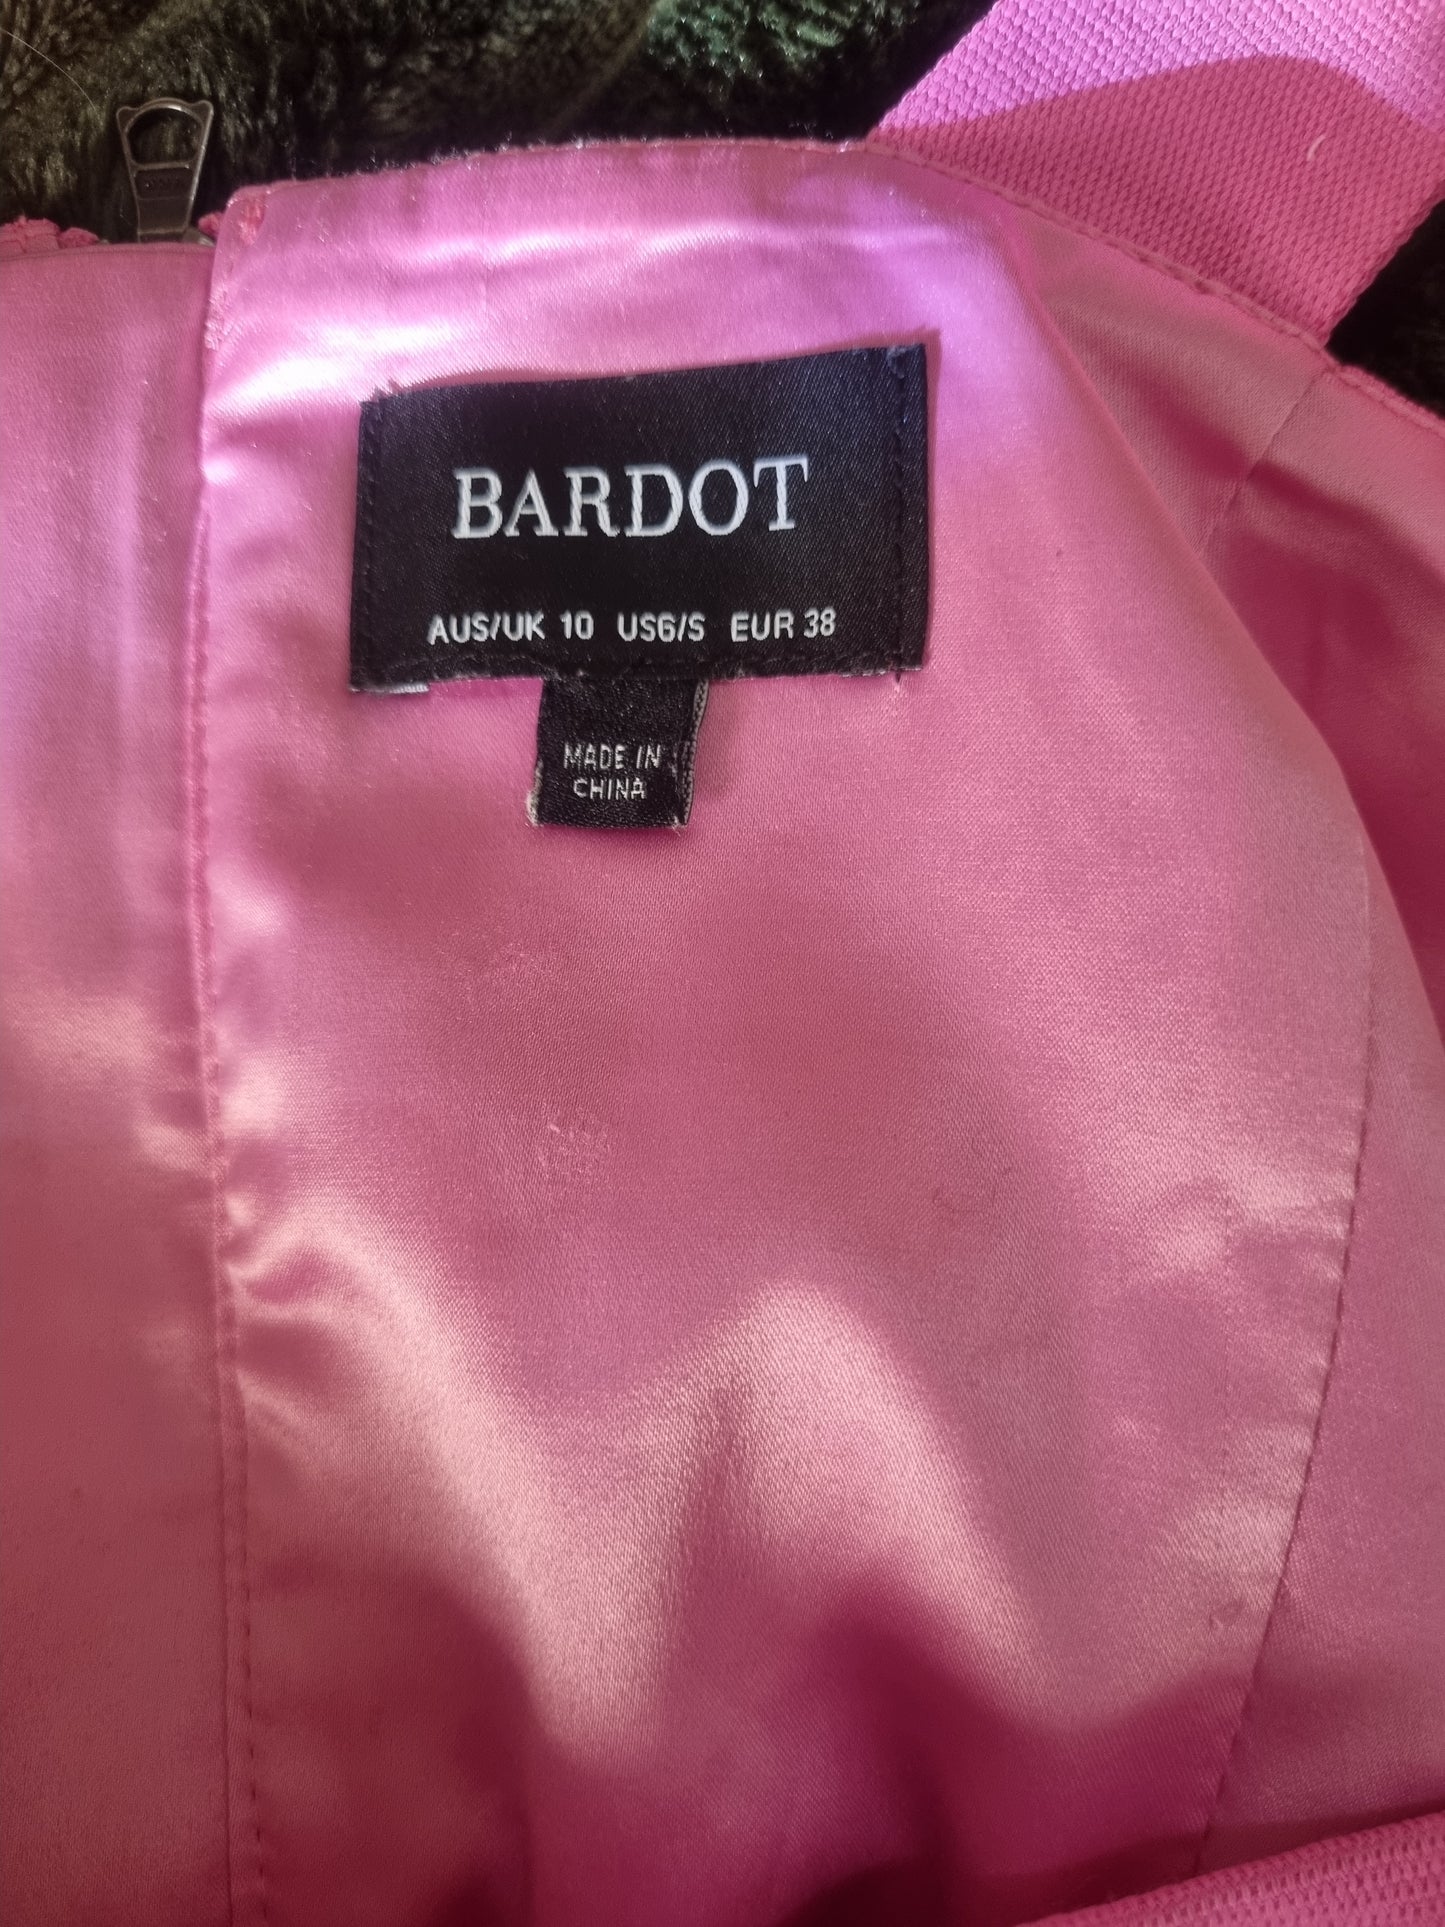 BARDOT
AUS/UK 10 US6/S EUR 38
MADE IN
CHINA